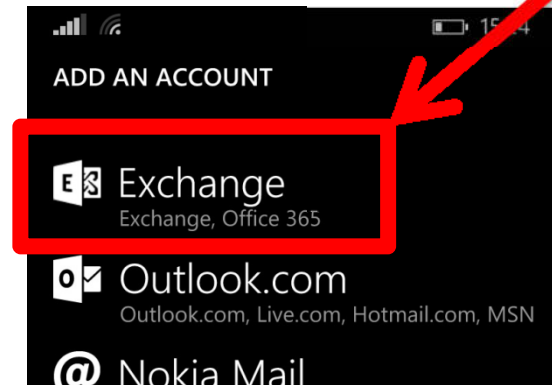 ADD AN ACCOUNT
Exchange
Exchange, Office 365
Outlook.com
Outlook.com, Live.com, Hotmail.com, MSN
Nokia Mail